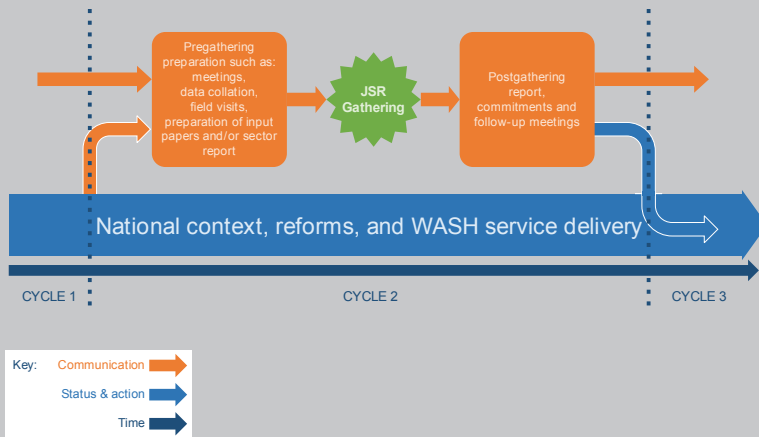 Pregathering
preparation such as:
meetings,
data collation,
field visits,
preparation of input
papers and/or sector
report
JSR
Gathering
Postgathering
report,
commitments and
follow-up meetings
National context, reforms, and WASH service delivery
CYCLE 1
CYCLE 2
CYCLE 3
Key:
Communication
Status & action
Time